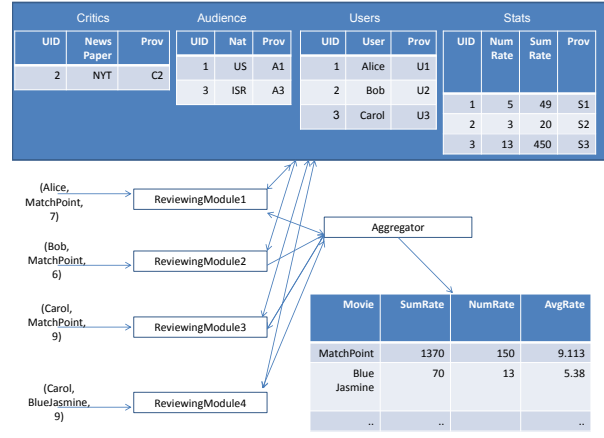 Critics Audience Users Stats
UID News Paper Prov
2 NYT C2
UID Nat Prov
1 US A1
3 ISR A3
UID User Prov
1 Alice U1
2 Bob U2
3 Carol U3
UID Num Rate Sum Rate Prov
1 5 49 S1
2 3 20 S2
3 13 450 S3
(Alice,
MatchPoint,
7)
ReviewingModule1
Aggregator
(Bob,
MatchPoint,
6)
ReviewingModule2
(Carol,
MatchPoint,
9)
ReviewingModule3
(Carol,
BlueJasmine,
9)
ReviewingModule4
Movie SumRate NumRate AvgRate
MatchPoint 1370 150 9.113
Blue Jasmine 70 13 5.38
.. .. ..